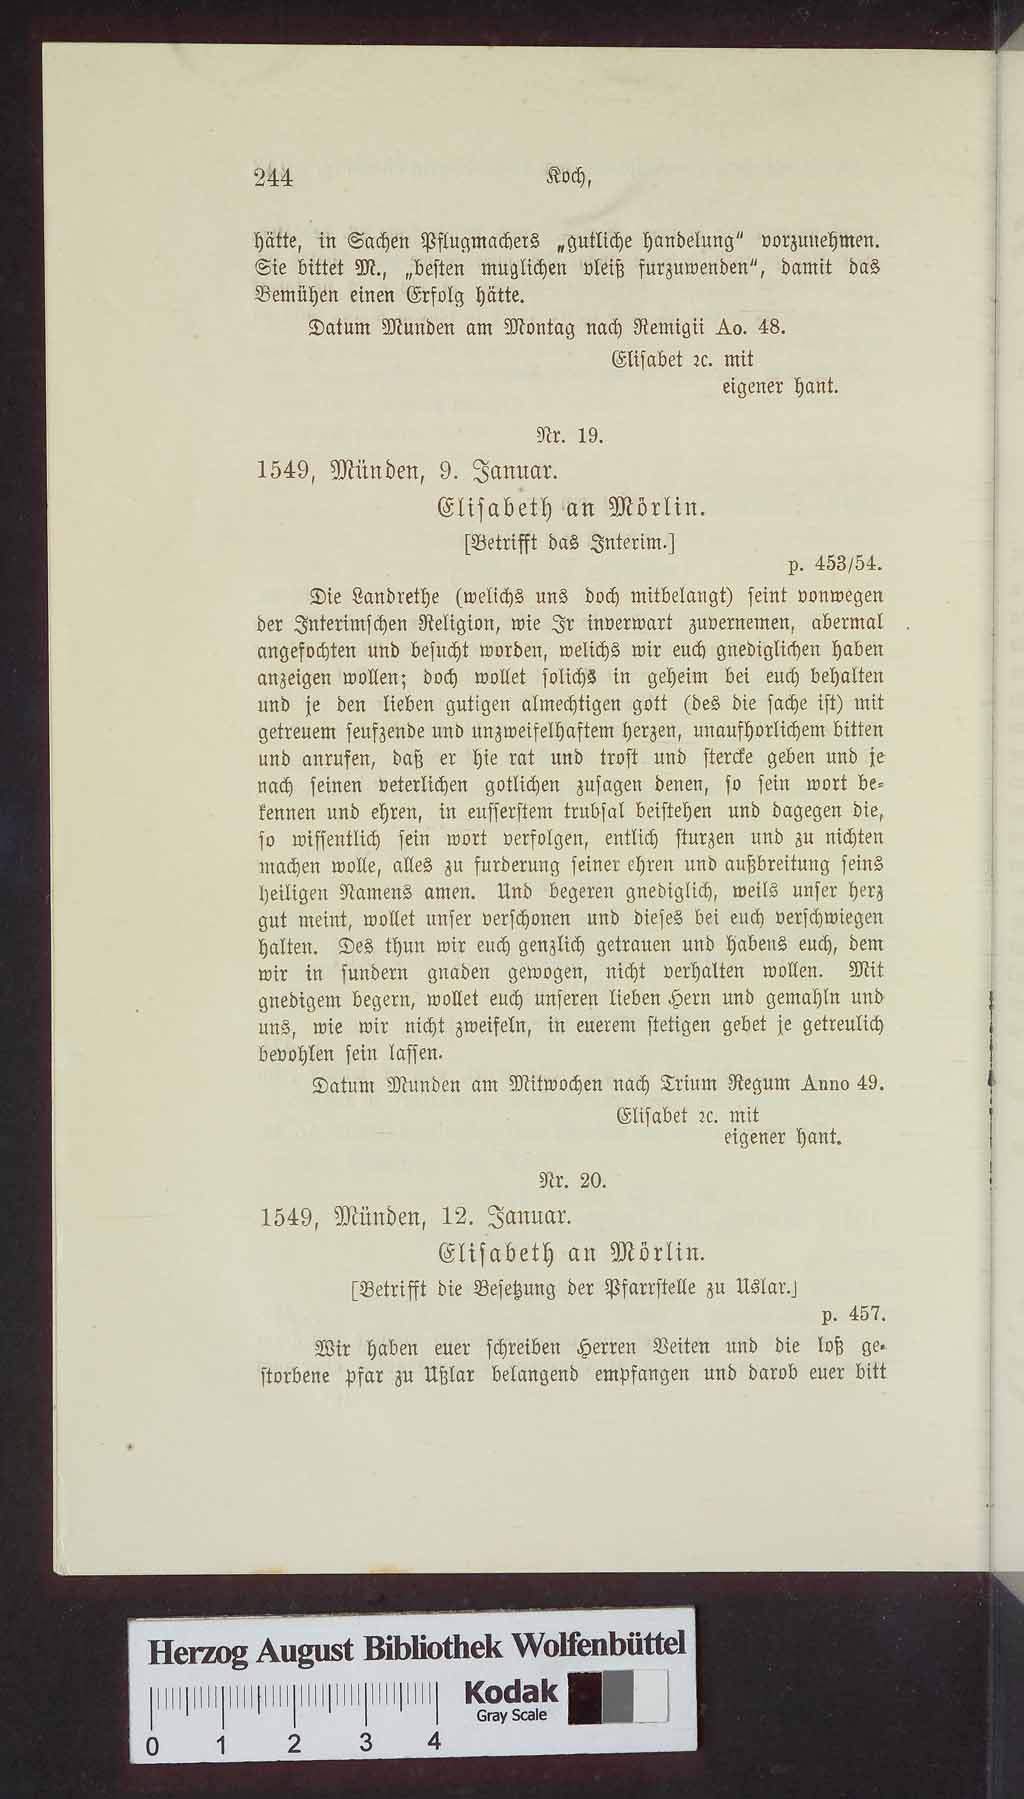 244
Koch,
hätte, in Sachen Pflugmachers „gutliche handelung“ vorzunehmen.
Sie bittet M., „besten muglichen vleiß furzuwenden“, damit das
Bemühen einen Erfolg hätte.
Datum Munden am Montag nach Remigii Ao. 48.
Elisabet ꝛc. mit
eigener hant.
Nr. 19.
1549, Münden, 9. Januar.
Elisabeth an Mörlin.
[Betrifft das Interim.]
p. 453/54.
Die Landrethe (welichs uns doch mitbelangt) seint vonwegen
der Interimschen Religion, wie Ir inverwart zuvernemen, abermal
angefochten und besucht worden, welichs wir euch gnediglichen haben
anzeigen wollen; doch wollet solichs in geheim bei euch behalten
und je den lieben gutigen almechtigen gott (des die sache ist) mit
getreuem seufzende und unzweifelhaftem herzen, unaufhorlichem bitten
und anrufen, daß er hie rat und trost und stercke geben und je
nach seinen veterlichen gotlichen zusagen denen, so sein wort be-
kennen und ehren, in eusserstem trubsal beistehen und dagegen die,
so wissentlich sein wort verfolgen, entlich sturzen und zu nichten
machen wolle, alles zu furderung seiner ehren und außbreitung seins
heiligen Namens amen. Und begeren gnediglich, weils unser herz
gut meint, wollet unser verschonen und dieses bei euch verschwiegen
halten. Des thun wir euch genzlich getrauen und habens euch, dem
wir in sundern gnaden gewogen, nicht verhalten wollen. Mit
gnedigem begern, wollet euch unseren lieben Hern und gemahln und
uns, wie wir nicht zweifeln, in euerem stetigen gebet je getreulich
bevohlen sein lassen.
Datum Munden am Mitwochen nach Trium Regum Anno 49.
Elisabet ꝛc. mit
eigener hant.
Nr. 20.
1549, Münden, 12. Januar.
Elisabeth an Mörlin.
[Betrifft die Besetzung der Pfarrstelle zu Uslar.]
p. 457.
Wir haben euer schreiben Herren Veiten und die loß ge-
storbene pfar zu Ußlar belangend empfangen und darob euer bitt
Herzog August Bibliothek Wolfenbüttel
Kodak
Gray Scale
0 1 2 3 4